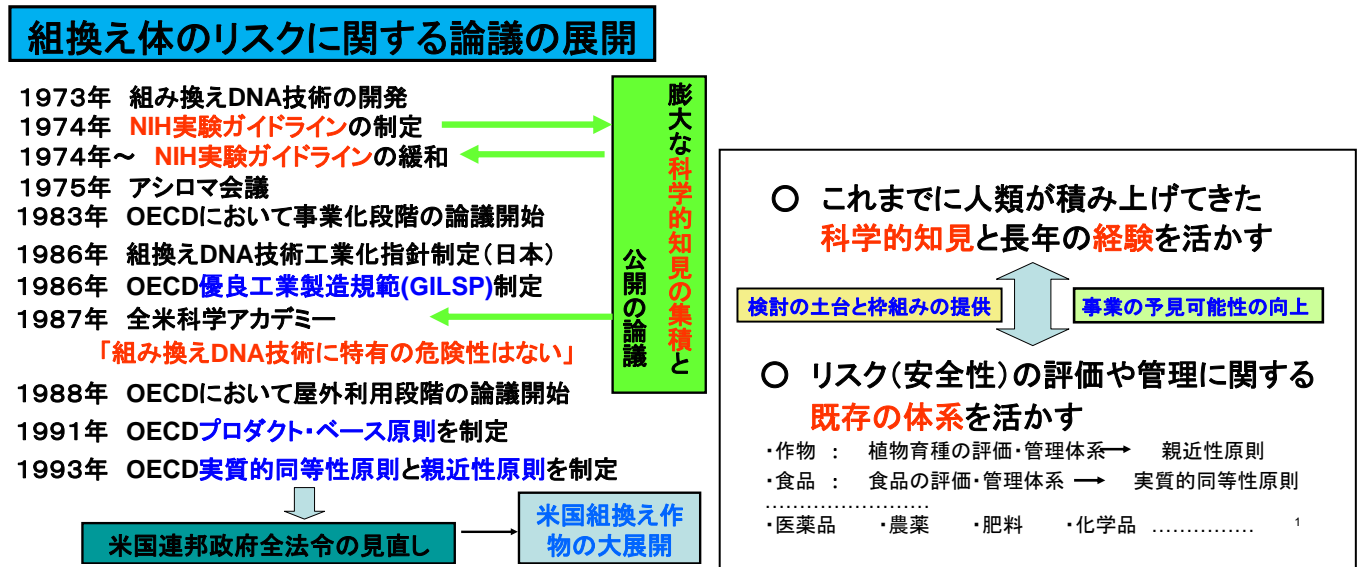 組換え体のリスクに関する論議の展開
1973年 組み換えDNA技術の開発
1974年 NIH実験ガイドラインの制定
1974年～ NIH実験ガイドラインの緩和
1975年 アシロマ会議
1983年 OECDにおいて事業化段階の論議開始
1986年 組換えDNA技術工業化指針制定（日本）
1986年 OECD優良工業製造規範(GILSP)制定
1987年 全米科学アカデミー
「組み換えDNA技術に特有の危険性はない」
1988年 OECDにおいて屋外利用段階の論議開始
1991年 OECDプロダクト・ベース原則を制定
1993年 OECD実質的同等性原則と親近性原則を制定
膨大な科学的知見の集積と
公開の論議
米国連邦政府全法令の見直し
米国組換え作
物の大展開
○ これまでに人類が積み上げてきた
科学的知見と長年の経験を活かす
検討の土台と枠組みの提供
事業の予見可能性の向上
○ リスク（安全性）の評価や管理に関する
既存の体系を活かす
・作物 ： 植物育種の評価・管理体系→ 親近性原則
・食品 ： 食品の評価・管理体系 → 実質的同等性原則
……………………
・医薬品 ・農薬 ・肥料 ・化学品 ……………
1